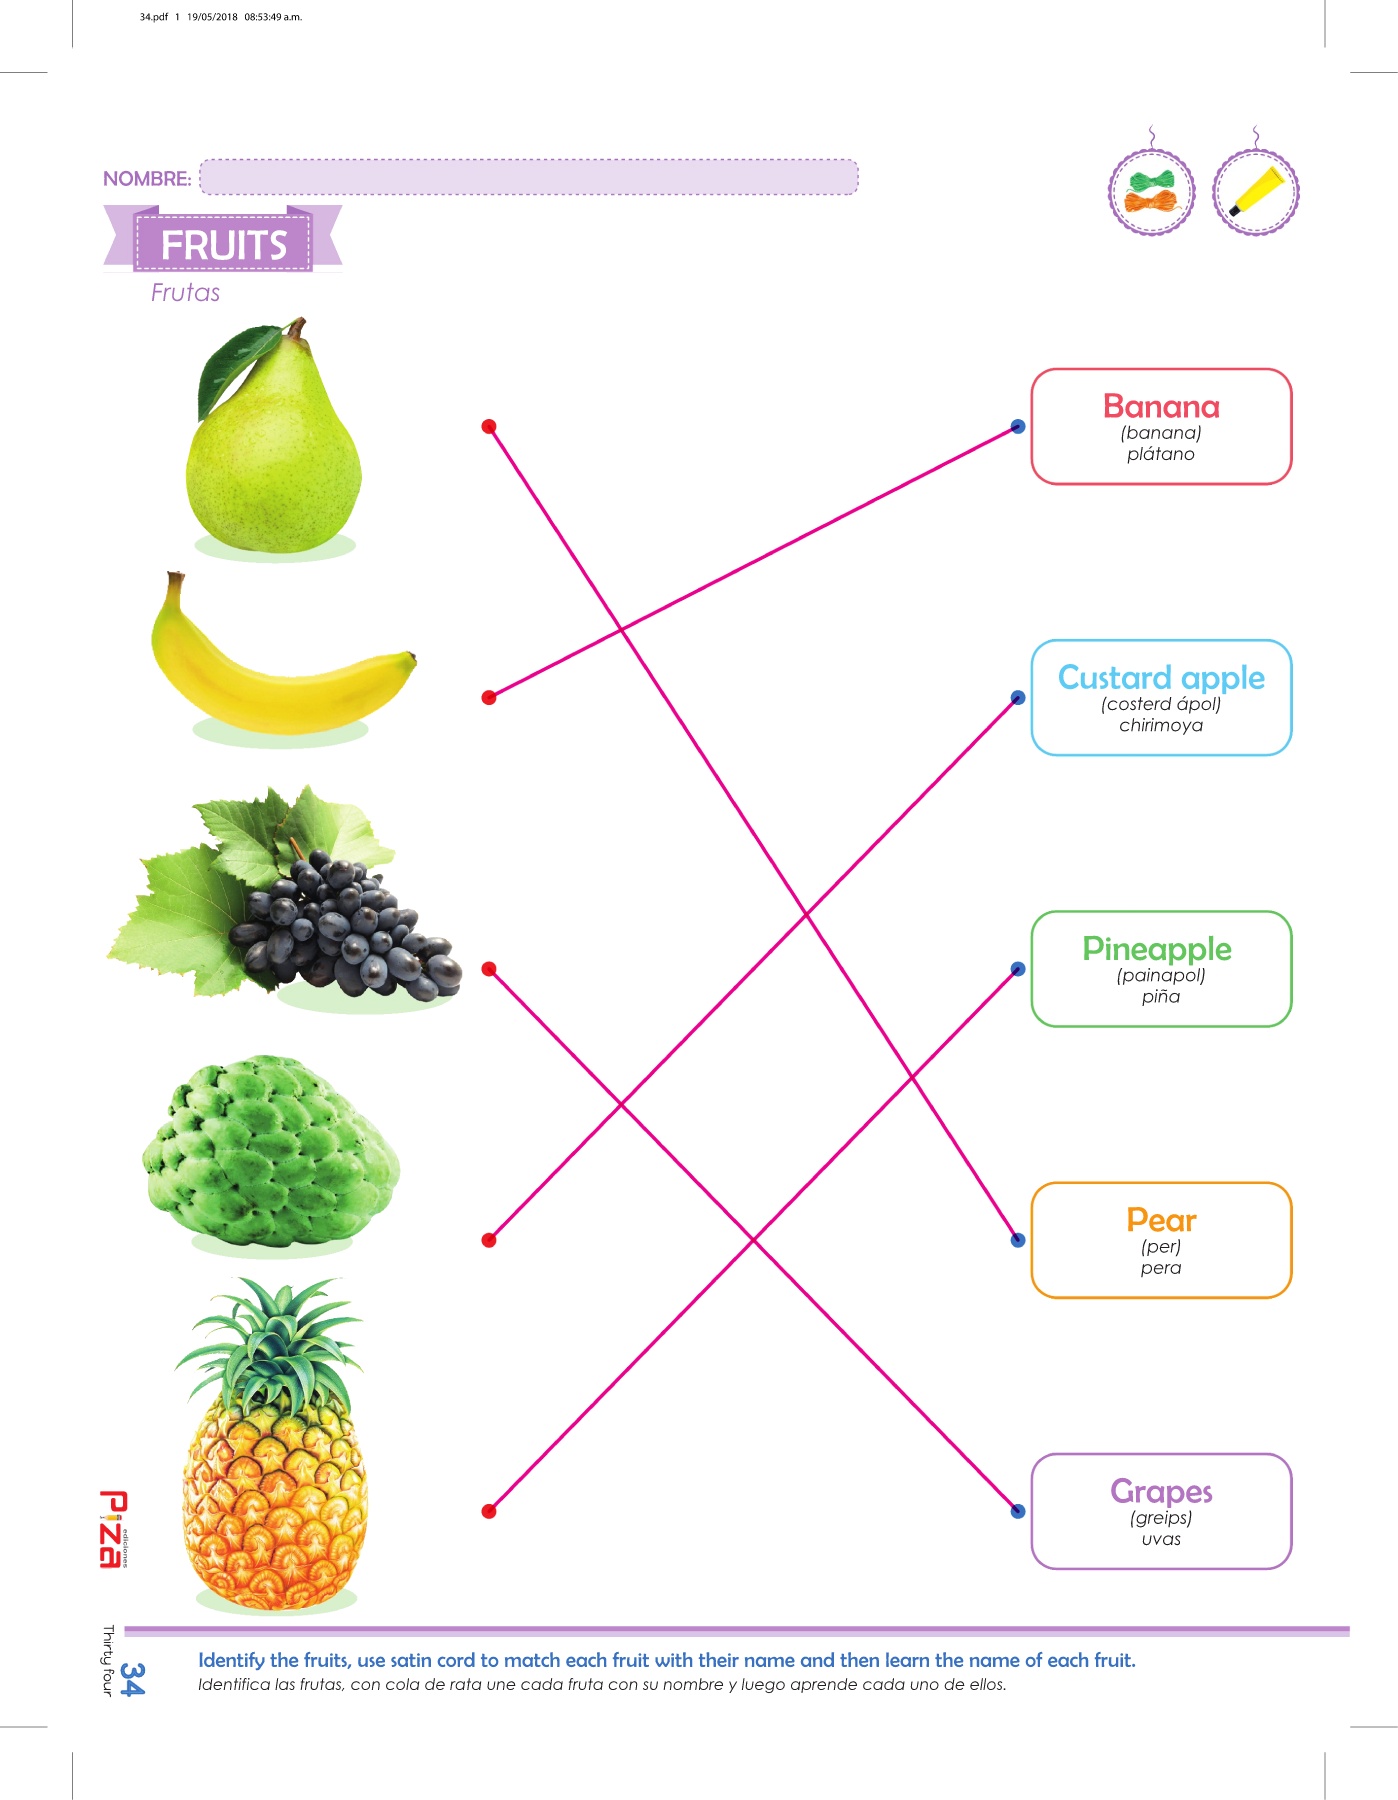 34.pdf 1 19/05/2018 08:53:49 a.m.
NOMBRE:
FRUITS
Frutas
Banana
(banana)
plátano
Custard apple
(costerd ápol)
chirimoya
Pineapple
(painapol)
piña
Pear
(per)
pera
Grapes
(greips)
uvas
Piza
ediciones
Thirty four
34
Identify the fruits, use satin cord to match each fruit with their name and then learn the name of each fruit.
Identifica las frutas, con cola de rata une cada fruta con su nombre y luego aprende cada uno de ellos.